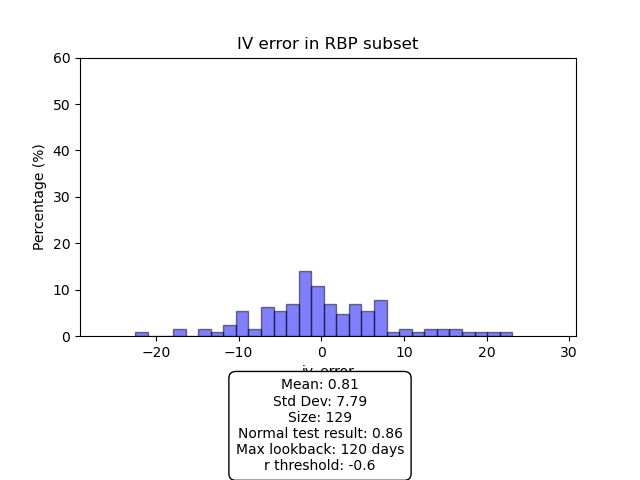 IV error in RBP subset
60
50
40
30
20
10
0
Percentage (%)
−20 −10 0 10 20 30
iv_error
Mean: 0.81
Std Dev: 7.79
Size: 129
Normal test result: 0.86
Max lookback: 120 days
r threshold: -0.6